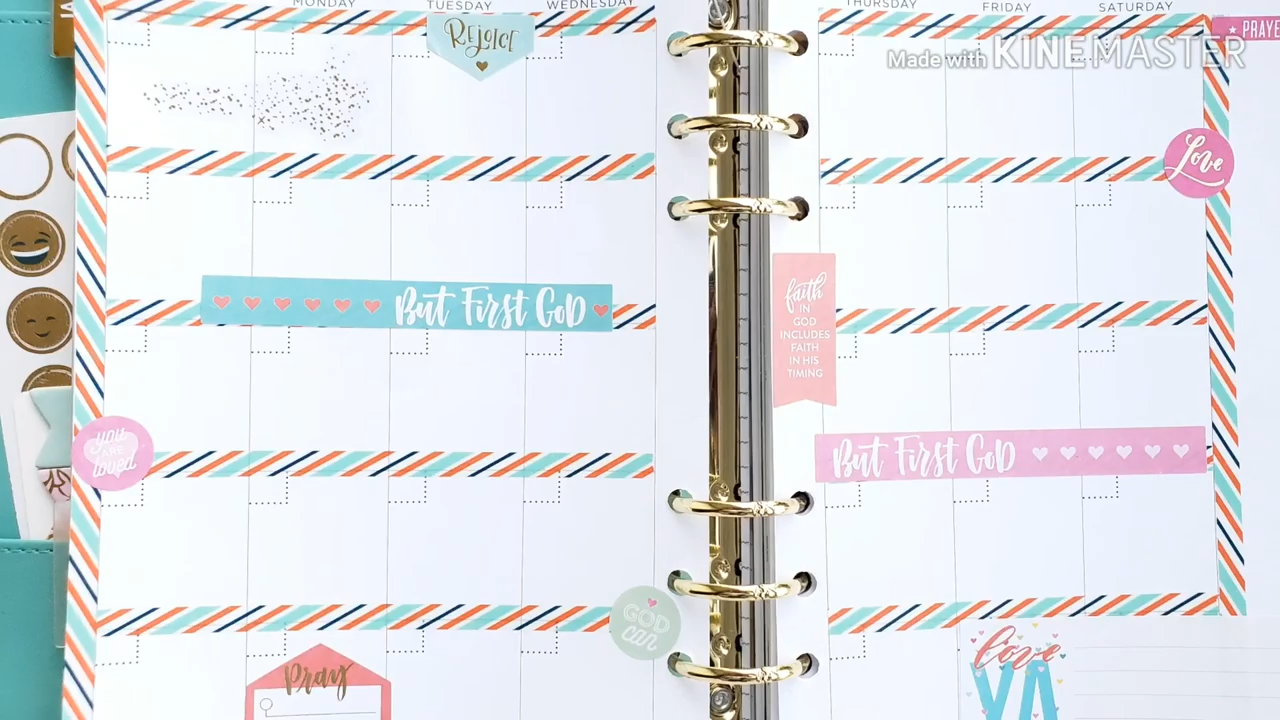 MONDAY TUESDAY WEDNESDAY THURSDAY FRIDAY SATURDAY
REJOICE
PRAYE
Made with KINEMASTER
Love
But First GOD
faith
IN
GOD
INCLUDES
FAITH
IN HIS
TIMING
you
ARE
loved
But First GOD
GOD
can
Pray
love
YA